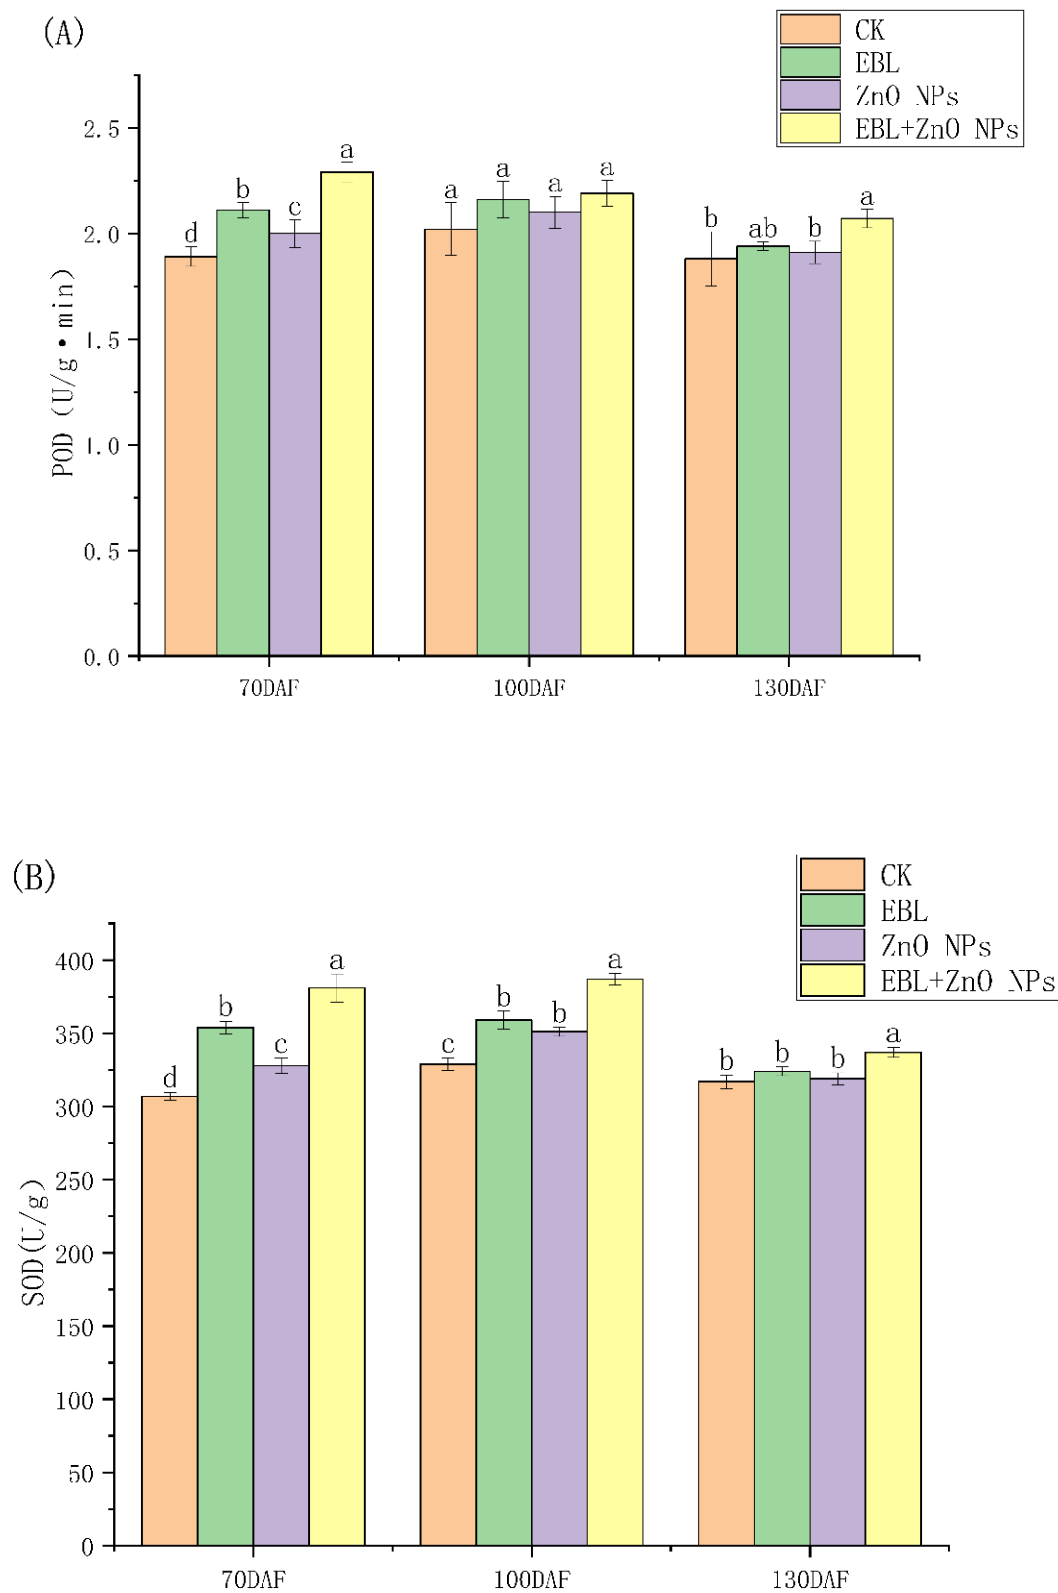 (A)
CK
EBL
ZnO NPs
EBL+ZnO NPs
2.5
2.0
1.5
1.0
0.5
0.0
POD (U/g•min)
d b c a
a a a a
b ab b a
70DAF 100DAF 130DAF
(B)
CK
EBL
ZnO NPs
EBL+ZnO NPs
400
350
300
250
200
150
100
50
0
SOD(U/g)
d b c a
c b b a
b b b a
70DAF 100DAF 130DAF